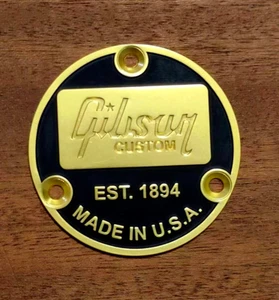 Gibson
CUSTOM
EST. 1894
MADE IN U.S.A.